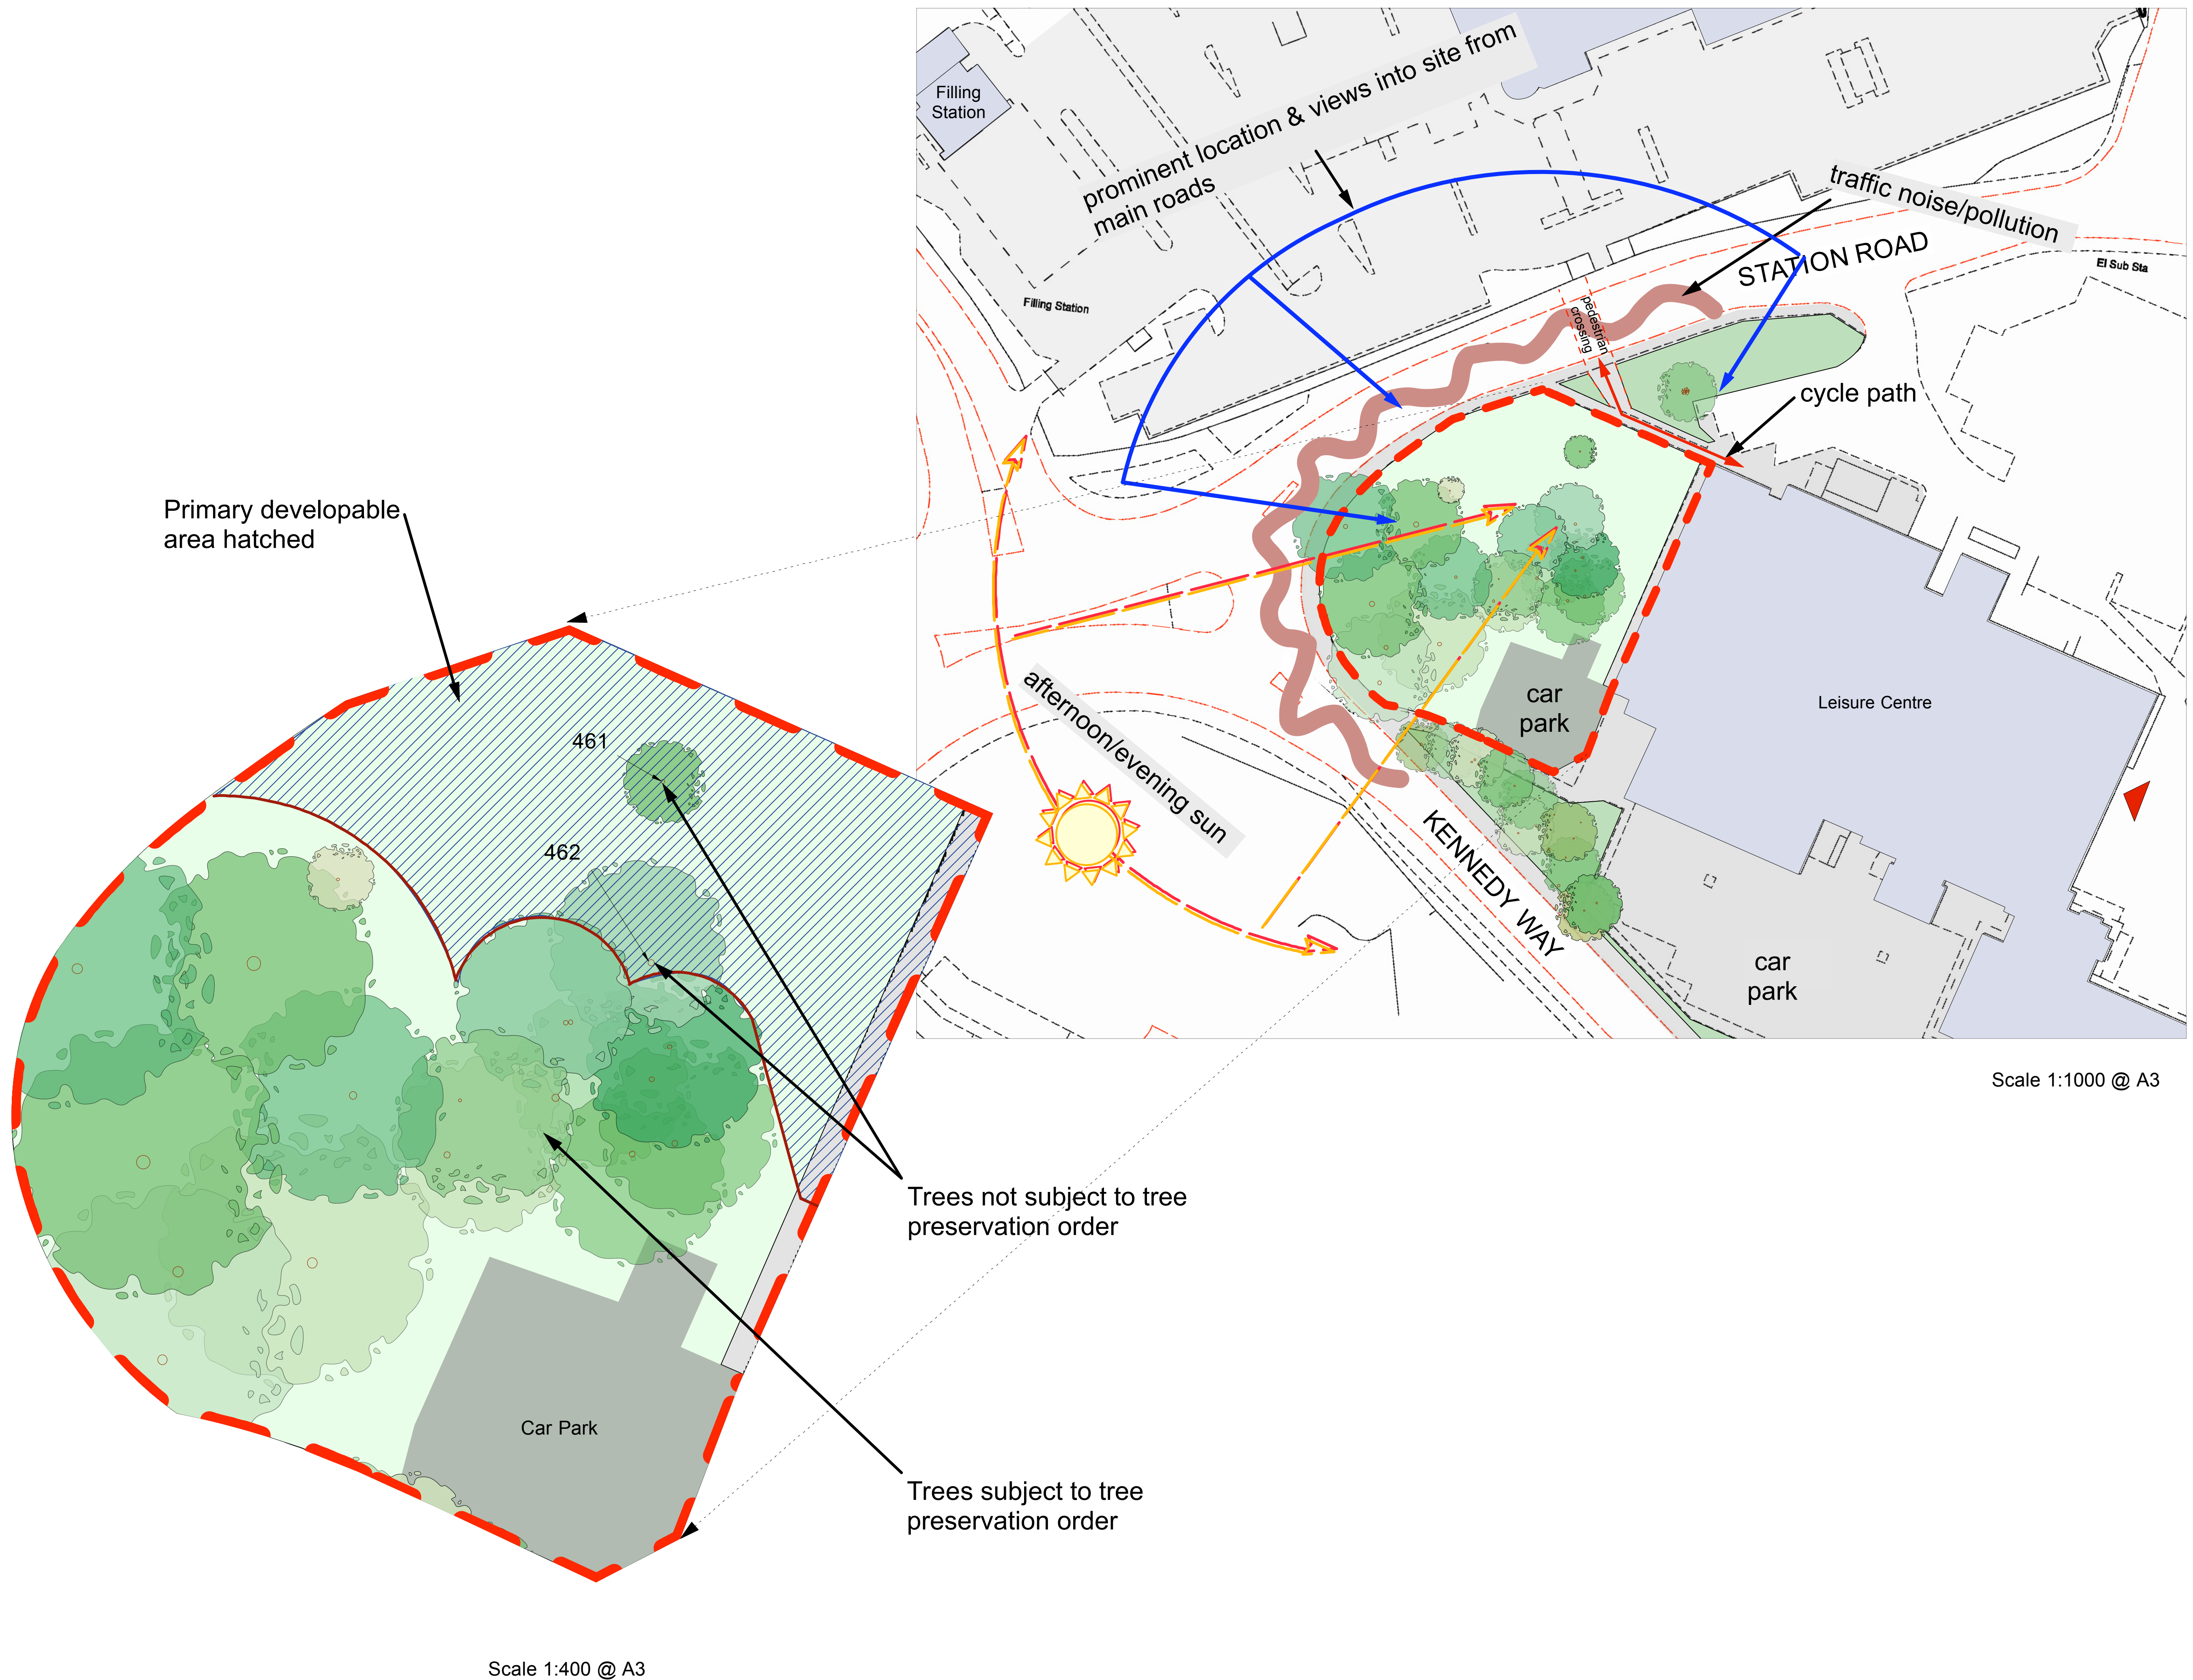 Filling
Station
prominent location & views into site from
main roads
traffic noise/pollution
STATION ROAD
El Sub Sta
Filling Station
pedestrian
crossing
cycle path
Primary developable
area hatched
afternoon/evening sun
car
park
Leisure Centre
KENNEDY WAY
car
park
Scale 1:1000 @ A3
461
462
Trees not subject to tree
preservation order
Car Park
Trees subject to tree
preservation order
Scale 1:400 @ A3